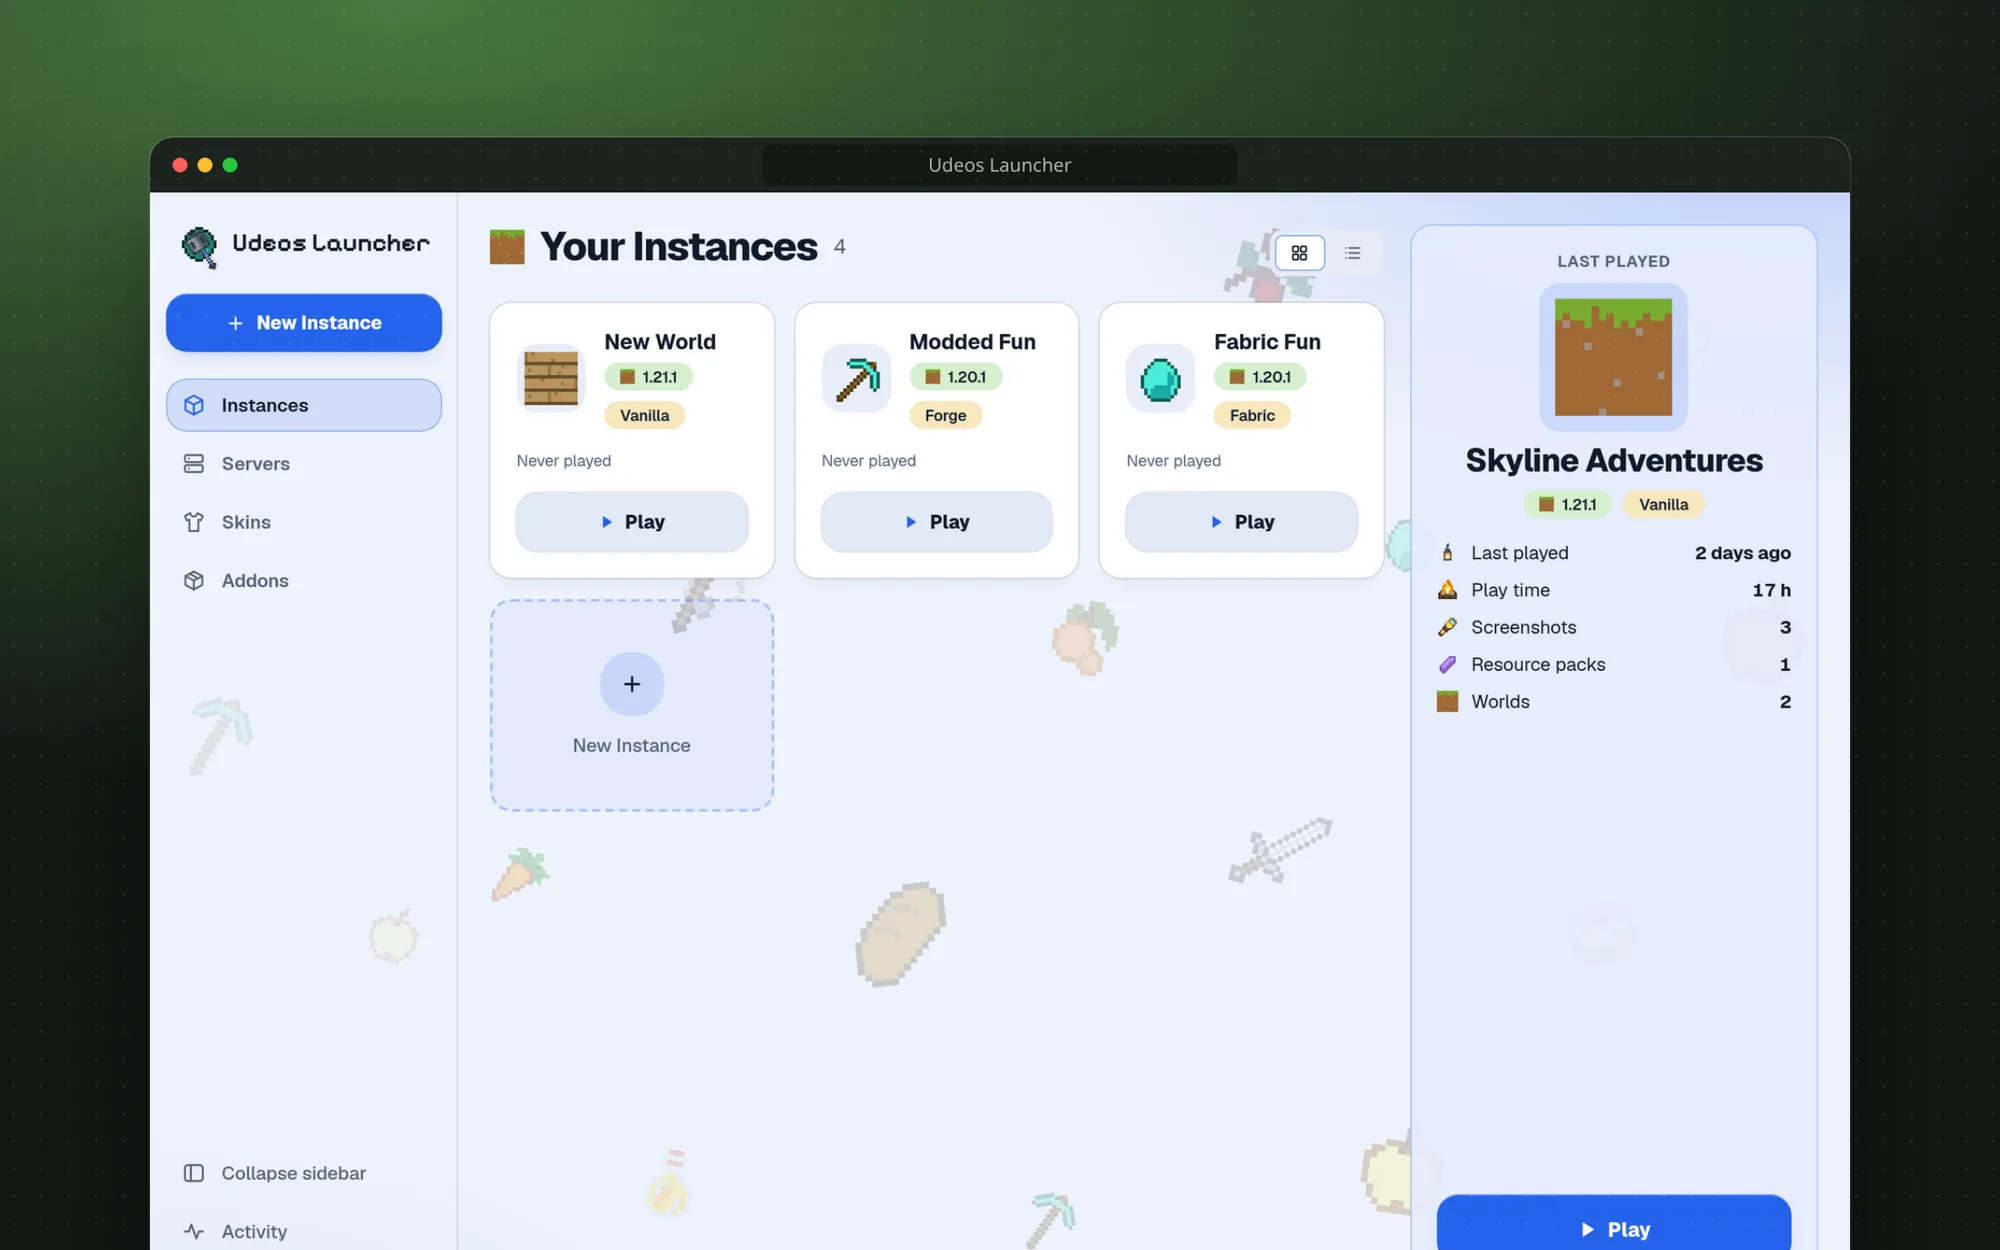 Udeos Launcher
Udeos Launcher
New Instance
Instances
Servers
Skins
Addons
Collapse sidebar
Activity
Your Instances 4
New World
1.21.1
Vanilla
Never played
Play
Modded Fun
1.20.1
Forge
Never played
Play
Fabric Fun
1.20.1
Fabric
Never played
Play
New Instance
LAST PLAYED
Skyline Adventures
1.21.1 Vanilla
Last played 2 days ago
Play time 17 h
Screenshots 3
Resource packs 1
Worlds 2
Play